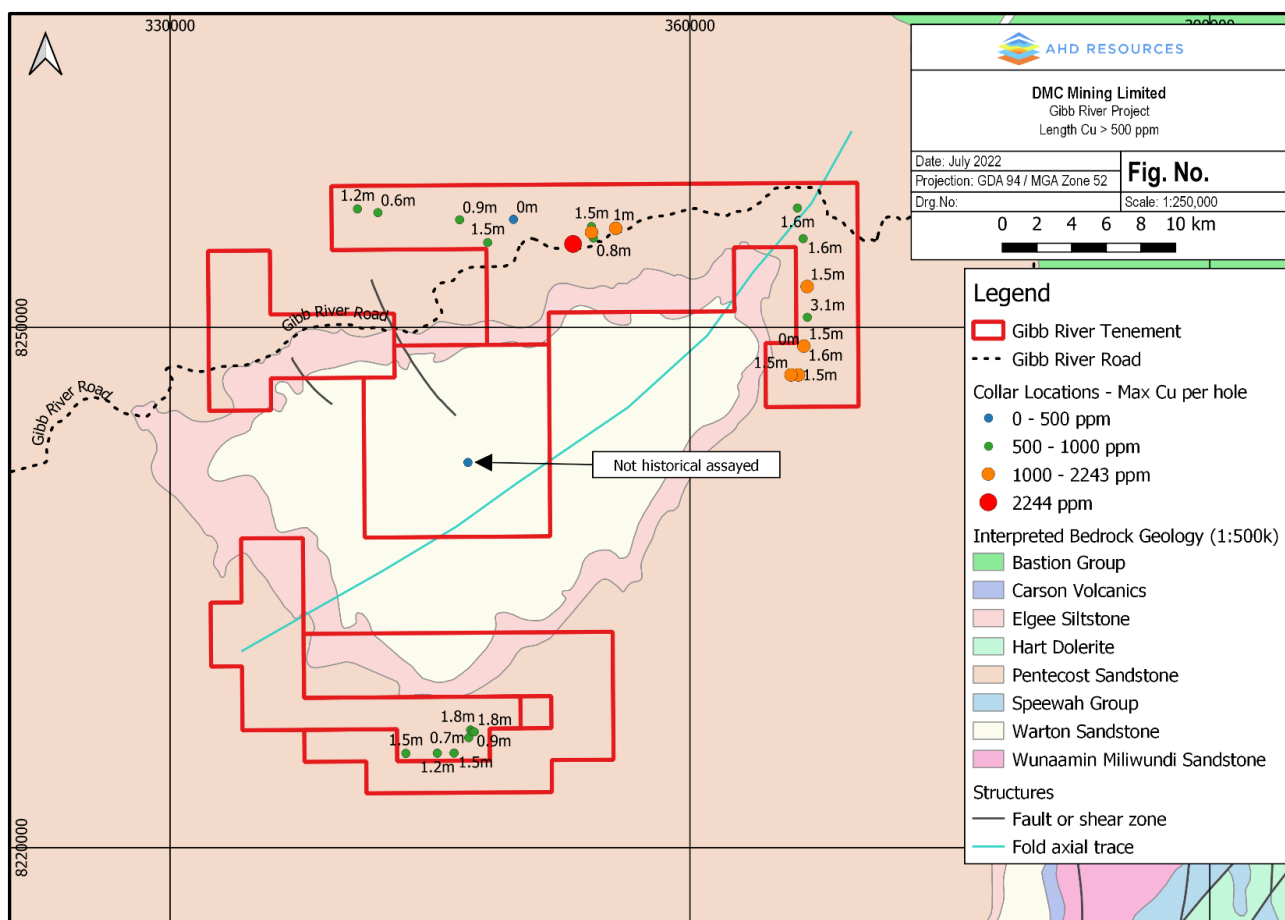 330000
360000
AHD RESOURCES
DMC Mining Limited
Gibb River Project
Length Cu > 500 ppm
Date: July 2022
Projection: GDA 94 / MGA Zone 52
Drg.No:
Fig. No.
Scale: 1:250,000
0 2 4 6 8 10 km
1.2m
0.6m
0.9m
0m
1.5m
1.5m
1m
0.8m
1.6m
1.6m
1.5m
3.1m
1.5m
0m
1.6m
1.5m
1.5m
8250000
Gibb River Road
Gibb River Road
Not historical assayed
1.8m
1.8m
1.5m
0.7m
0.9m
1.2m
1.5m
8220000
Legend
Gibb River Tenement
Gibb River Road
Collar Locations - Max Cu per hole
0 - 500 ppm
500 - 1000 ppm
1000 - 2243 ppm
2244 ppm
Interpreted Bedrock Geology (1:500k)
Bastion Group
Carson Volcanics
Elgee Siltstone
Hart Dolerite
Pentecost Sandstone
Speewah Group
Warton Sandstone
Wunaamin Miliwundi Sandstone
Structures
Fault or shear zone
Fold axial trace